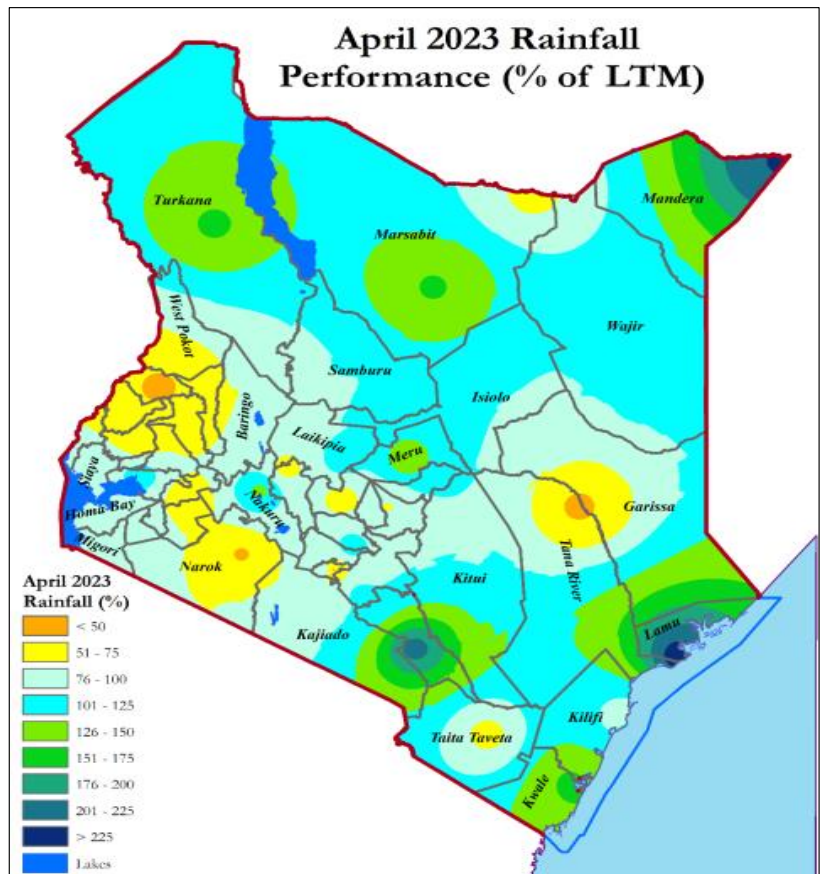 April 2023 Rainfall
Performance (% of LTM)
Turkana
Marsabit
Mandera
Wajir
West Pokot
Samburu
Isiolo
Baringo
Laikipia
Meru
Siaya
Homa-Bay
Nakuru
Garissa
Migori
Narok
Tana River
Kitui
Kajiado
Lamu
Taita Taveta
Kilifi
Kwale
April 2023
Rainfall (%)
< 50
51 - 75
76 - 100
101 - 125
126 - 150
151 - 175
176 - 200
201 - 225
> 225
Lakes